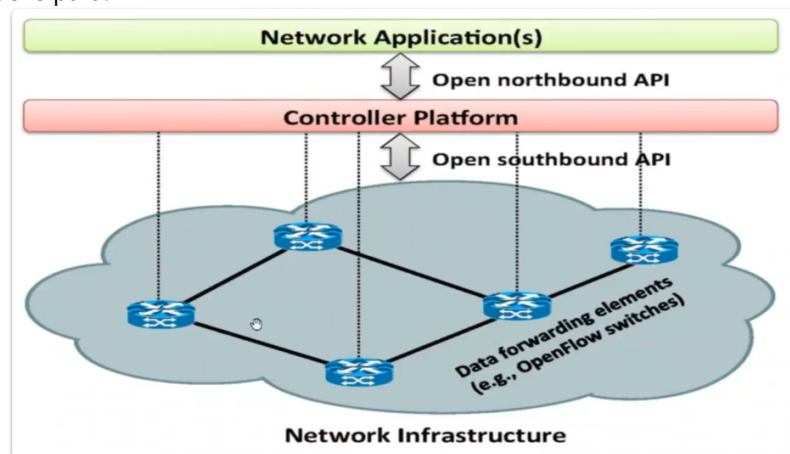 Network Application(s)
Open northbound API
Controller Platform
Open southbound API
Data forwarding elements
(e.g., OpenFlow switches)
Network Infrastructure